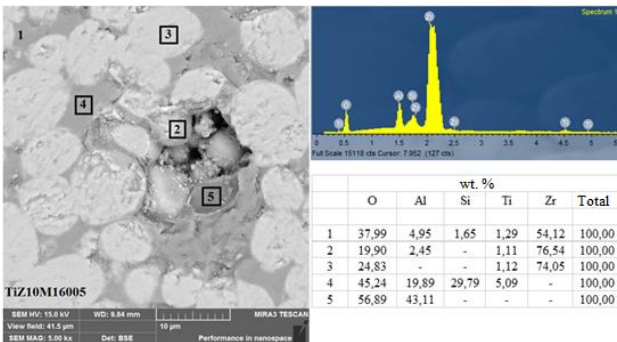 1
3
4
2
5
TiZ10M16005
SEM HV: 15.0 kV WD: 9.84 mm MIRA3 TESCAN
View field: 41.5 µm Det: BSE 10 µm
SEM MAG: 5.00 kx Performance in nanospace
Spectrum 1
0 0.5 1 1.5 2 2.5 3 3.5 4 4.5 5
Full Scale 15118 cts Cursor: 7.952 (127 cts)
wt. %
O Al Si Ti Zr Total
1 37,99 4,95 1,65 1,29 54,12 100,00
2 19,90 2,45 - 1,11 76,54 100,00
3 24,83 - - 1,12 74,05 100,00
4 45,24 19,89 29,79 5,09 - 100,00
5 56,89 43,11 - - - 100,00